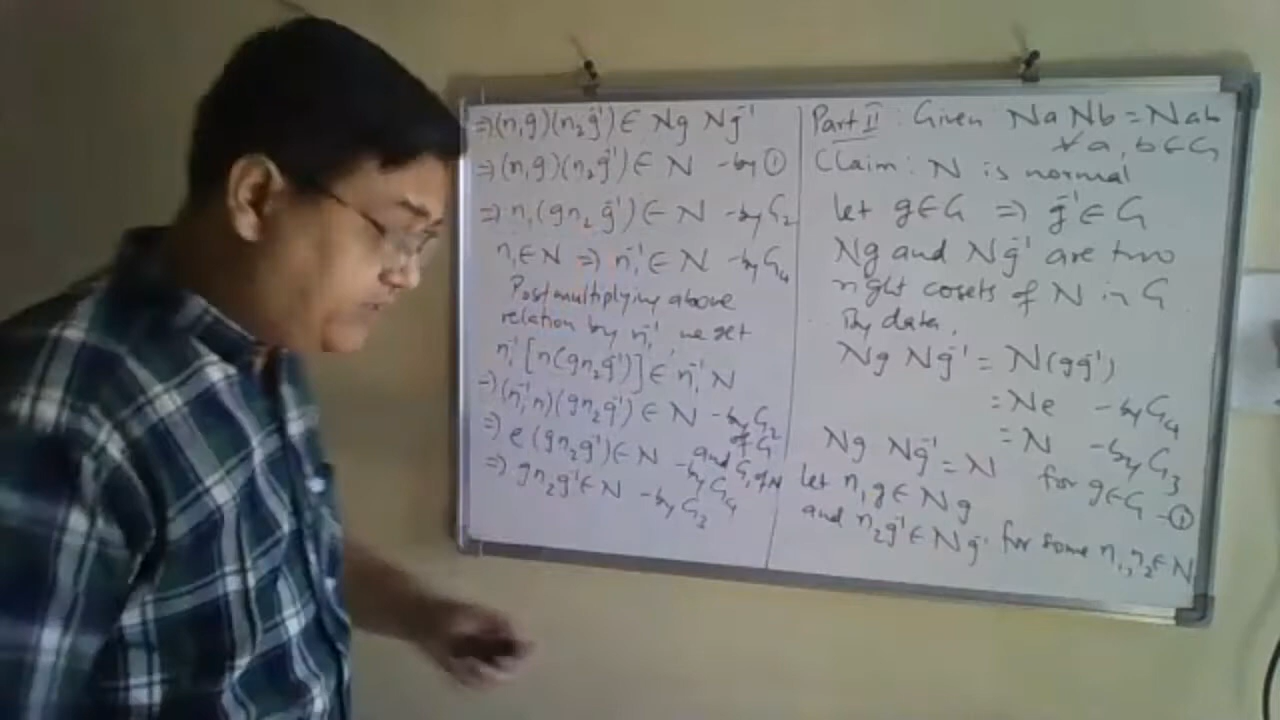 Part II : Given Na Nb = Nab
∀ a, b ∈ G
Claim : N is normal
let g ∈ G ⇒ g⁻¹ ∈ G
Ng and Ng⁻¹ are two
right cosets of N in G
By data,
Ng Ng⁻¹ = N(gg⁻¹)
= Ne - by G₄
= N - by G₃
Ng Ng⁻¹ = N for g ∈ G - ①
let n₁g ∈ Ng
and n₂g⁻¹ ∈ Ng⁻¹ for some n₁, n₂ ∈ N
⇒ (n₁g)(n₂g⁻¹) ∈ Ng Ng⁻¹
⇒ (n₁g)(n₂g⁻¹) ∈ N - by ①
⇒ n₁(gn₂g⁻¹) ∈ N - by G₂
n₁ ∈ N ⇒ n₁⁻¹ ∈ N - by G₄
Postmultiplying above
relation by n₁⁻¹, we get
n₁⁻¹[n(gn₂g⁻¹)] ∈ n₁⁻¹N
⇒ (n₁⁻¹n)(gn₂g⁻¹) ∈ N - by G₂
of G
and G₁ of N
⇒ e(gn₂g⁻¹) ∈ N - by G₄
⇒ gn₂g⁻¹ ∈ N - by G₃